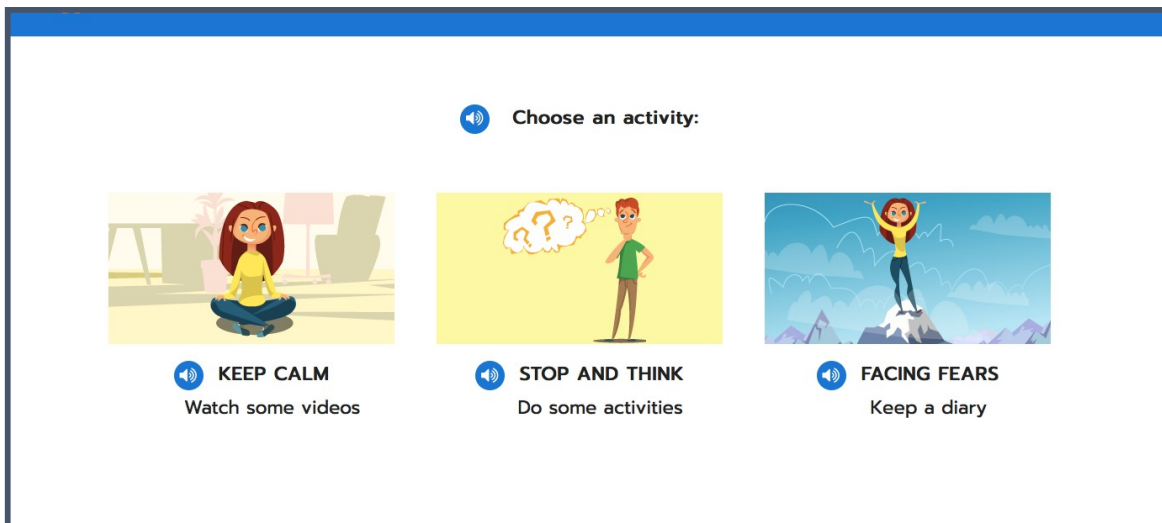 Choose an activity:
KEEP CALM
Watch some videos
STOP AND THINK
Do some activities
FACING FEARS
Keep a diary